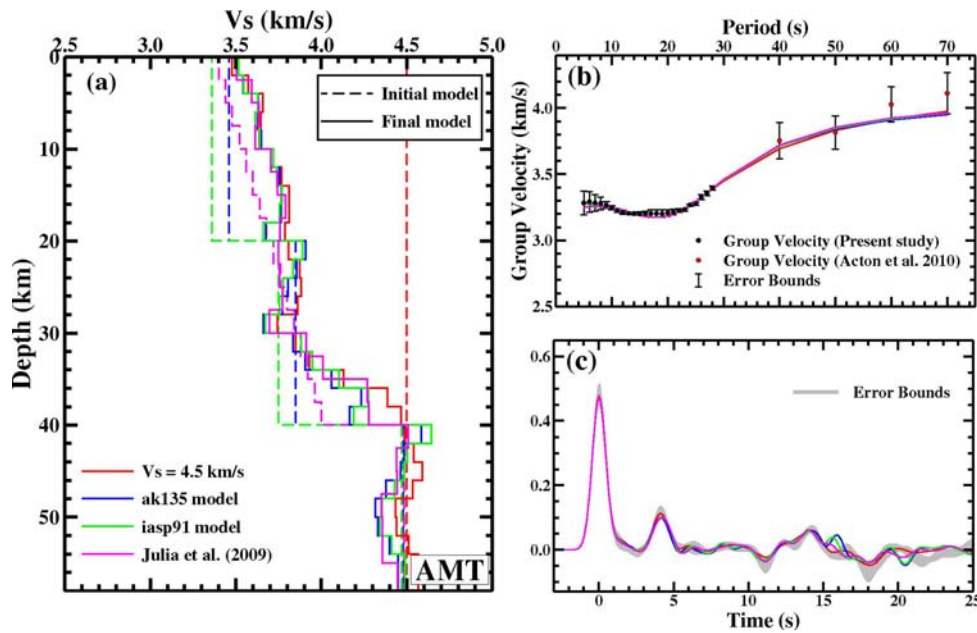 Vs (km/s)
2.5 3.0 3.5 4.0 4.5 5.0
0
10
20
30
40
50
Depth (km)
(a)
Initial model
Final model
Vs = 4.5 km/s
ak135 model
iasp91 model
Julia et al. (2009)
AMT
Period (s)
0 10 20 30 40 50 60 70
(b)
4.0
3.5
3.0
2.5
Group Velocity (km/s)
Group Velocity (Present study)
Group Velocity (Acton et al. 2010)
Error Bounds
0.6
0.4
0.2
0.0
(c)
Error Bounds
0 5 10 15 20 25
Time (s)